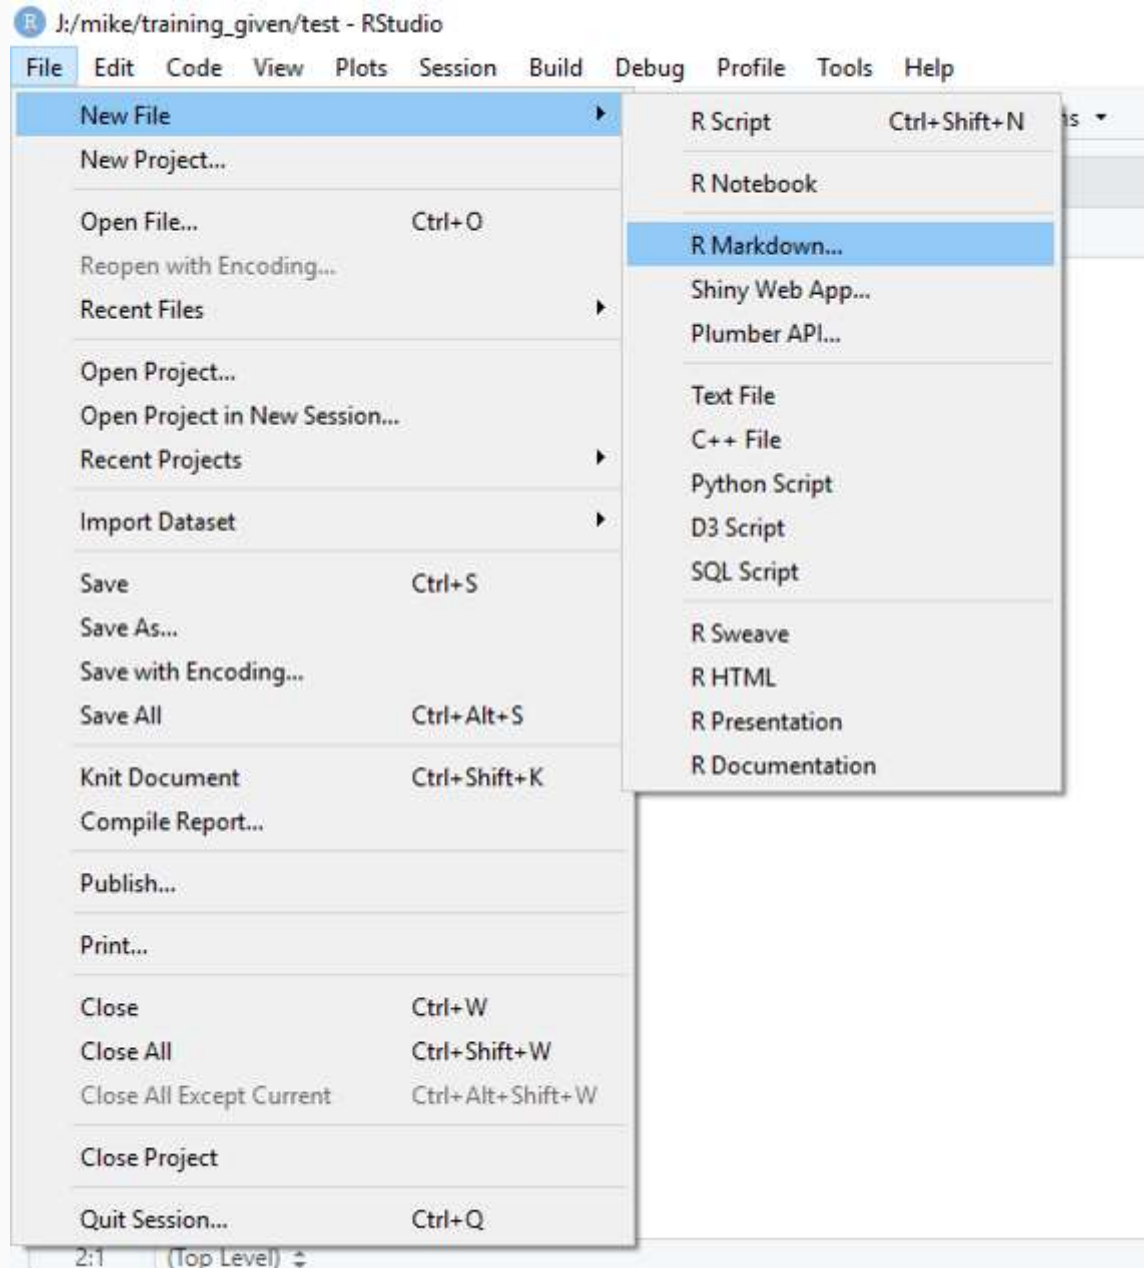 R J:/mike/training_given/test - RStudio
File Edit Code View Plots Session Build Debug Profile Tools Help
New File
New Project...
Open File... Ctrl+O
Reopen with Encoding...
Recent Files
Open Project...
Open Project in New Session...
Recent Projects
Import Dataset
Save Ctrl+S
Save As...
Save with Encoding...
Save All Ctrl+Alt+S
Knit Document Ctrl+Shift+K
Compile Report...
Publish...
Print...
Close Ctrl+W
Close All Ctrl+Shift+W
Close All Except Current Ctrl+Alt+Shift+W
Close Project
Quit Session... Ctrl+Q
R Script Ctrl+Shift+N
R Notebook
R Markdown...
Shiny Web App...
Plumber API...
Text File
C++ File
Python Script
D3 Script
SQL Script
R Sweave
R HTML
R Presentation
R Documentation
2:1 (Top Level)